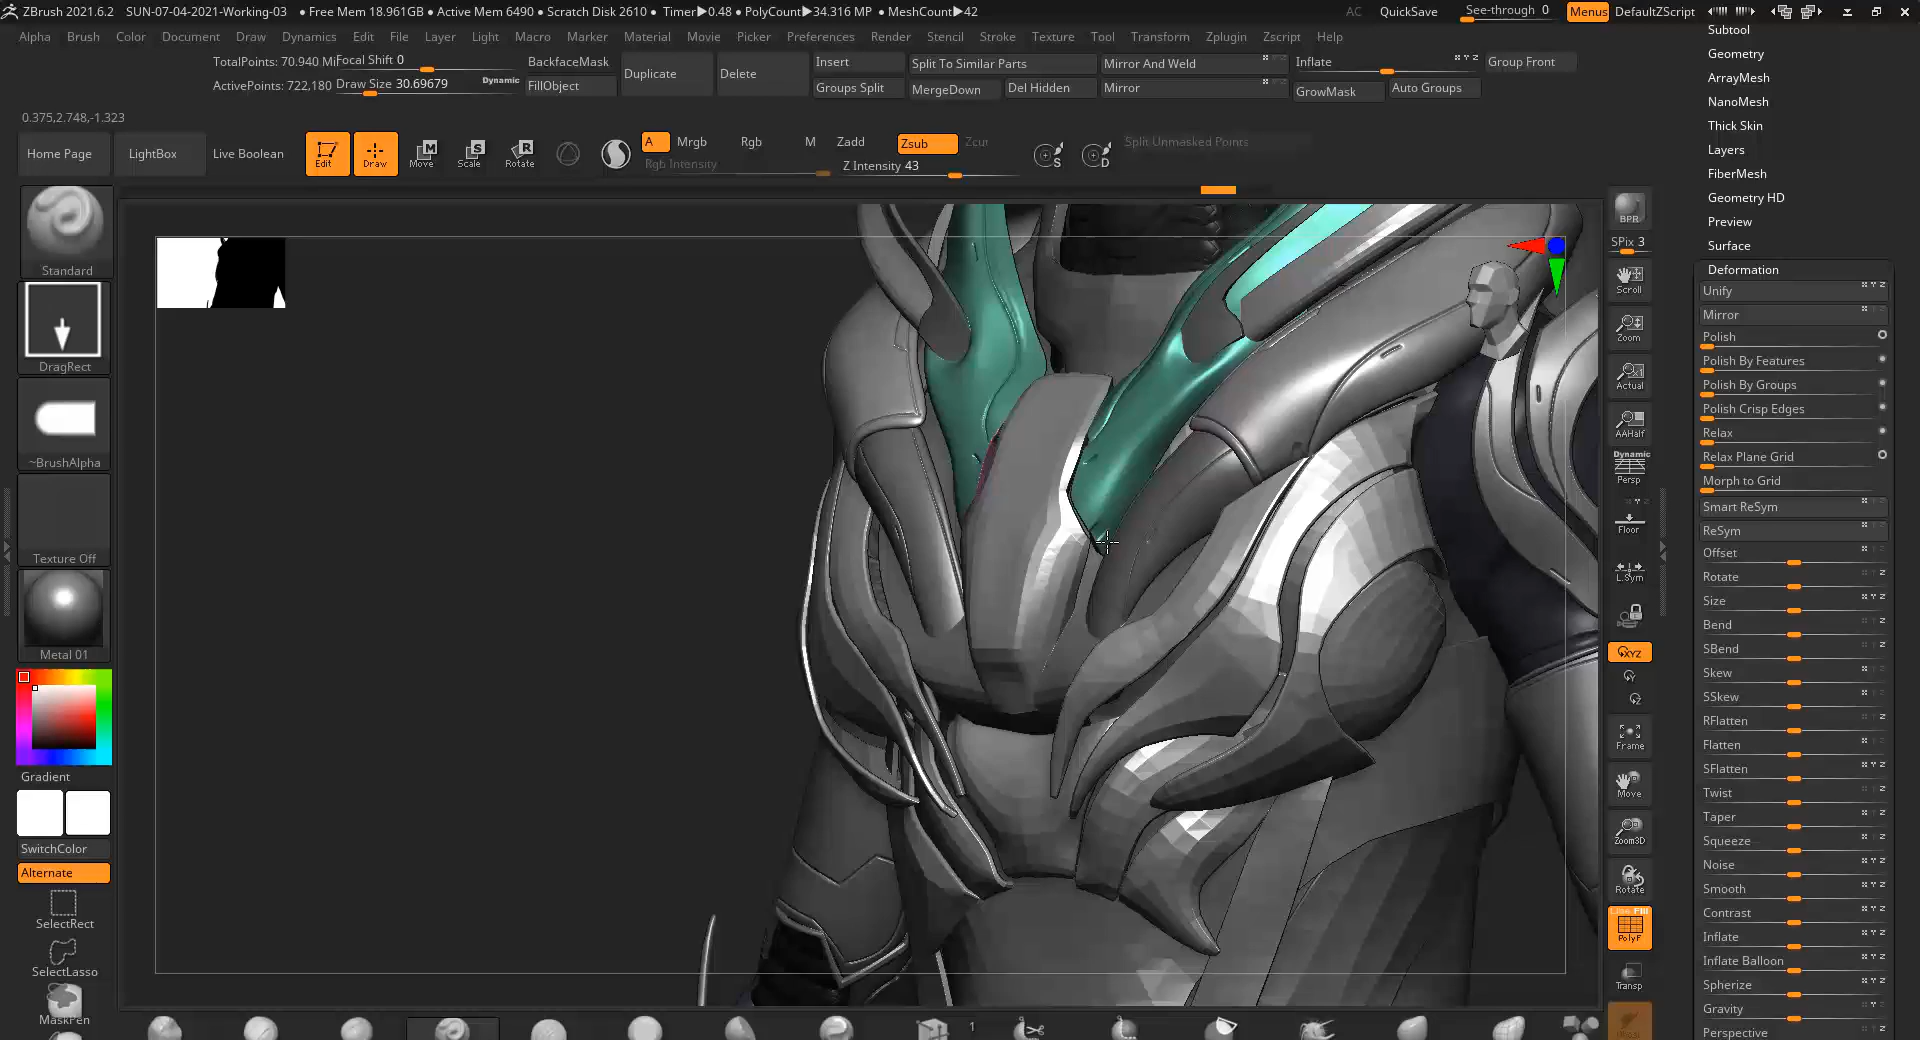 ZBrush 2021.6.2 SUN-07-04-2021-Working-03 ● Free Mem 18.961GB ● Active Mem 6490 ● Scratch Disk 2610 ● Timer▶0.48 ● PolyCount▶34.316 MP ● MeshCount▶42 AC QuickSave See-through 0 Menus DefaultZScript
Alpha Brush Color Document Draw Dynamics Edit File Layer Light Macro Marker Material Movie Picker Preferences Render Stencil Stroke Texture Tool Transform Zplugin Zscript Help
TotalPoints: 70.940 Mi Focal Shift 0 BackfaceMask
ActivePoints: 722,180 Draw Size 30.69679 Dynamic FillObject
Duplicate Delete
Insert Split To Similar Parts Mirror And Weld Inflate Group Front
Groups Split MergeDown Del Hidden Mirror GrowMask Auto Groups
0.375,2.748,-1.323
Home Page LightBox Live Boolean Edit Draw Move Scale Rotate
A Mrgb Rgb M Zadd Zsub Zcut Split Unmasked Points
Rgb Intensity Z Intensity 43
Standard
DragRect
~BrushAlpha
Texture Off
Metal 01
Gradient
SwitchColor
Alternate
SelectRect
SelectLasso
MaskPen
1
BPR
SPix 3
Scroll
Zoom
Actual
AAHalf
Dynamic
Persp
Floor
L.Sym
XYZ
Frame
Move
Zoom3D
Rotate
Line Fill
PolyF
Transp
Subtool
Geometry
ArrayMesh
NanoMesh
Thick Skin
Layers
FiberMesh
Geometry HD
Preview
Surface
Deformation
Unify
Mirror
Polish
Polish By Features
Polish By Groups
Polish Crisp Edges
Relax
Relax Plane Grid
Morph to Grid
Smart ReSym
ReSym
Offset
Rotate
Size
Bend
SBend
Skew
SSkew
RFlatten
Flatten
SFlatten
Twist
Taper
Squeeze
Noise
Smooth
Contrast
Inflate
Inflate Balloon
Spherize
Gravity
Perspective